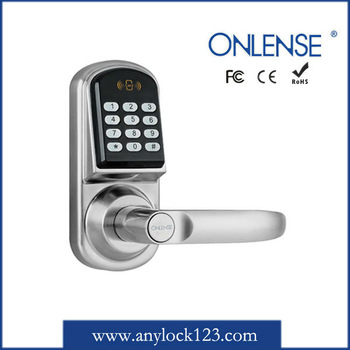 ONLENSE®
FC CE RoHS
1 2 3
4 5 6
7 8 9
* 0 #
ONLENSE
www.anylock123.com